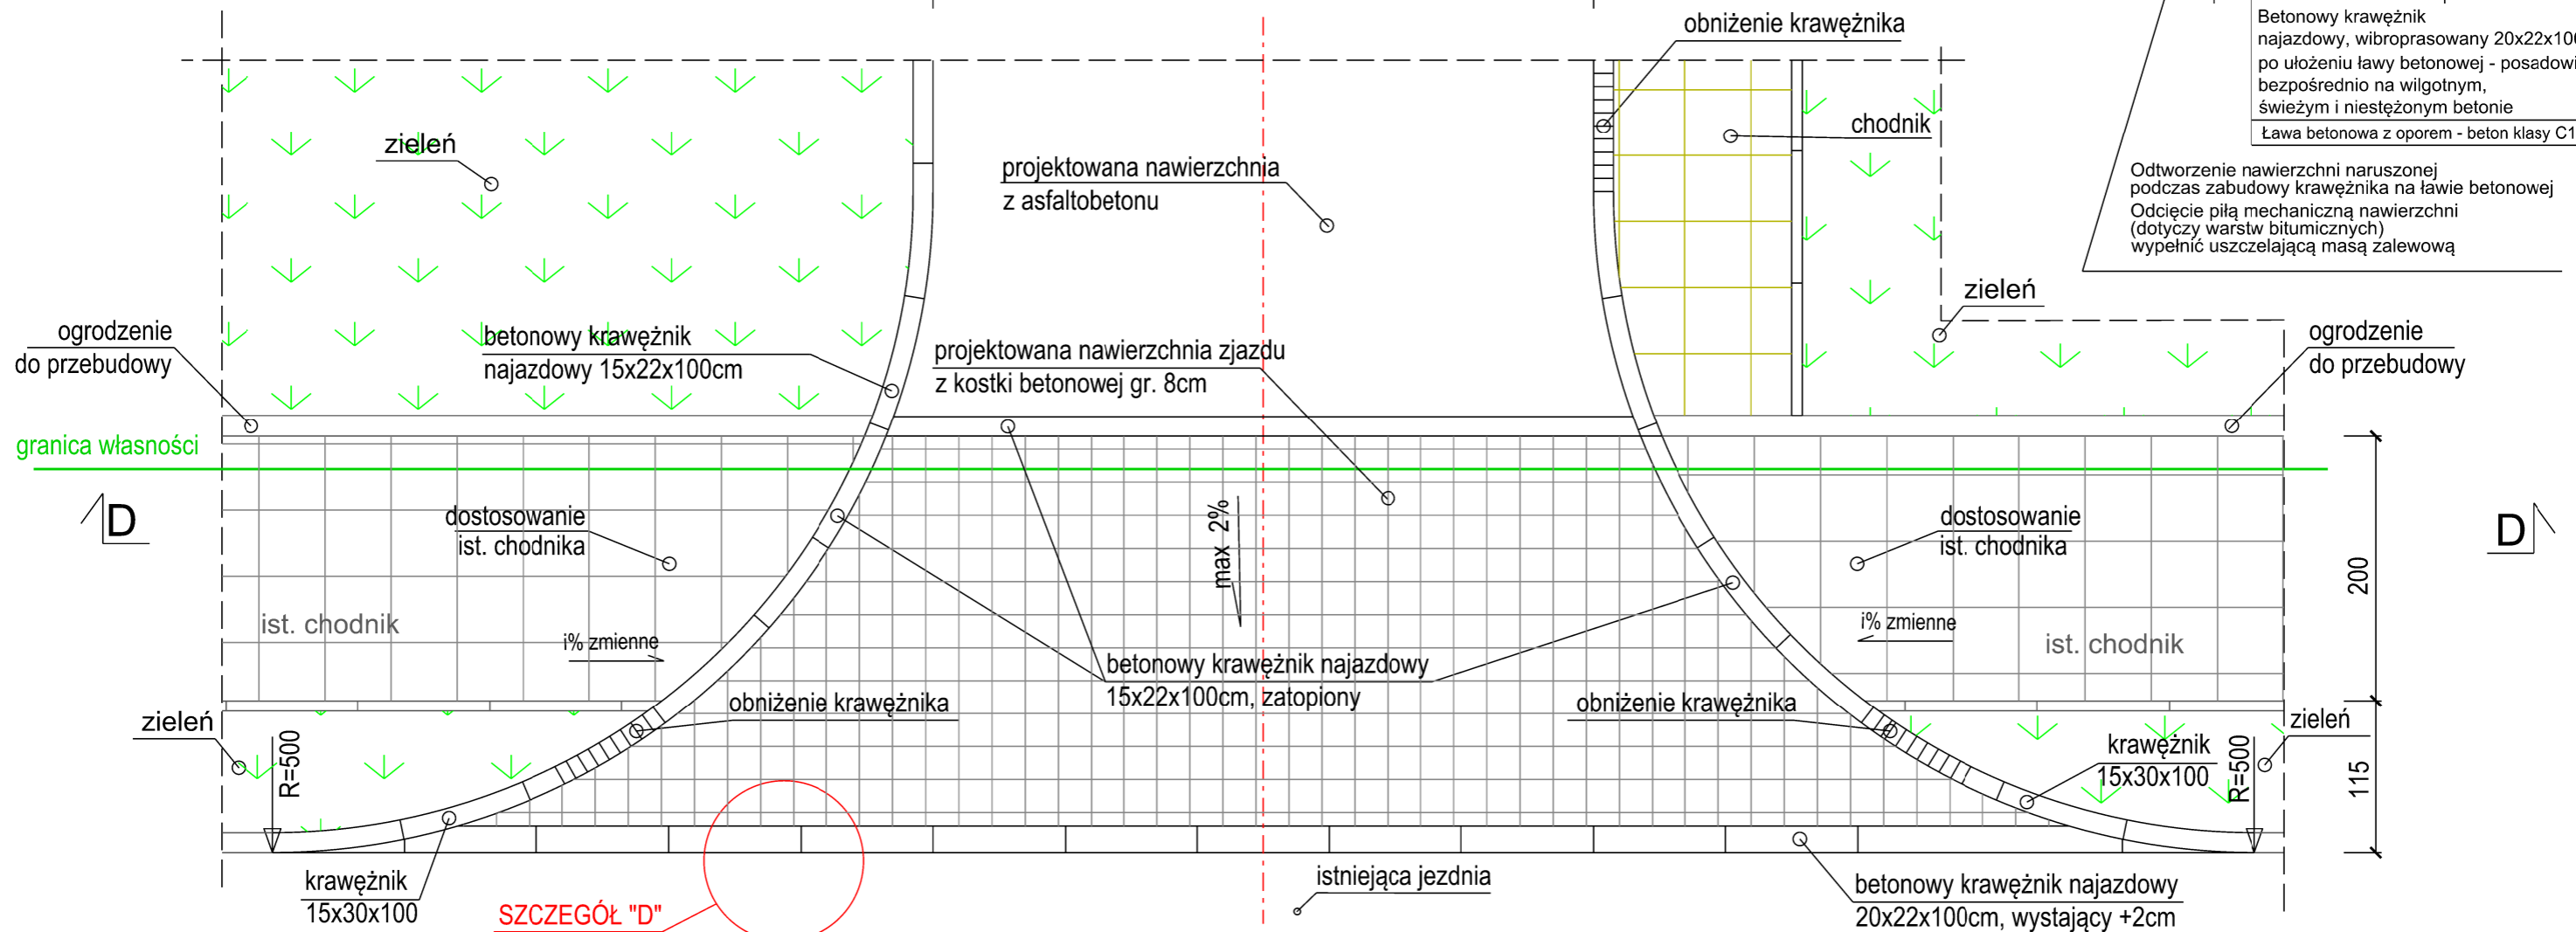 obniżenie krawężnika
Betonowy krawężnik
najazdowy, wibroprasowany
po ułożeniu ławy betonowej -
bezpośrednio na wilgotnym,
świeżym i niestężonym betonie
Ława betonowa z oporem - beton klasy
zieleń
chodnik
projektowana nawierzchnia
z asfaltobetonu
Odtworzenie nawierzchni naruszonej
podczas zabudowy krawężnika na ławie betonowej
Odcięcie piłą mechaniczną nawierzchni
(dotyczy warstw bitumicznych)
wypełnić uszczelającą masą zalewową
zieleń
ogrodzenie
do przebudowy
betonowy krawężnik
najazdowy 15x22x100cm
projektowana nawierzchnia zjazdu
z kostki betonowej gr. 8cm
ogrodzenie
do przebudowy
granica własności
D
dostosowanie
ist. chodnika
max 2%
dostosowanie
ist. chodnika
D
200
ist. chodnik
i% zmienne
i% zmienne
ist. chodnik
betonowy krawężnik najazdowy
15x22x100cm, zatopiony
obniżenie krawężnika
obniżenie krawężnika
zieleń
R=500
krawężnik
15x30x100
R=500
zieleń
115
krawężnik
15x30x100
SZCZEGÓŁ "D"
istniejąca jezdnia
betonowy krawężnik najazdowy
20x22x100cm, wystający +2cm